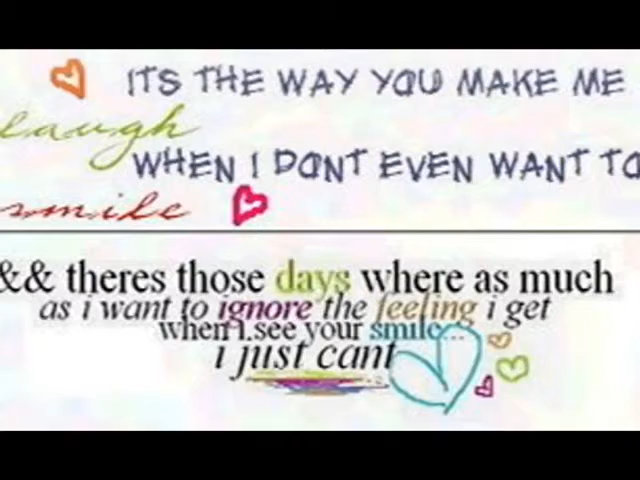 ITS THE WAY YOU MAKE ME
laugh
WHEN I DONT EVEN WANT TO
smile
&& theres those days where as much
as i want to ignore the feeling i get
when i see your smile...
i just cant